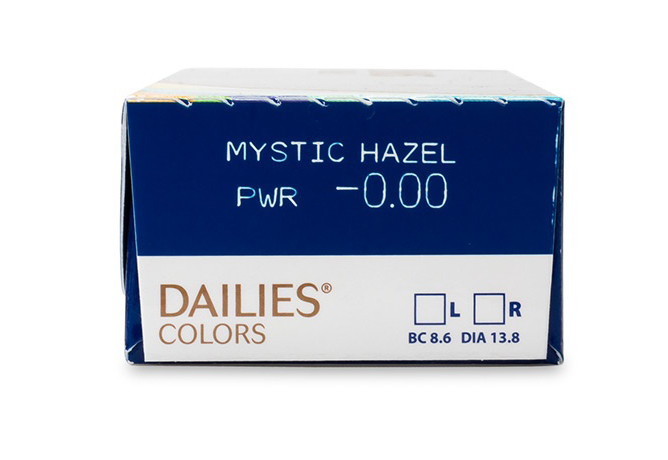 MYSTIC HAZEL
PWR -0.00
DAILIES®
COLORS
L R
BC 8.6 DIA 13.8